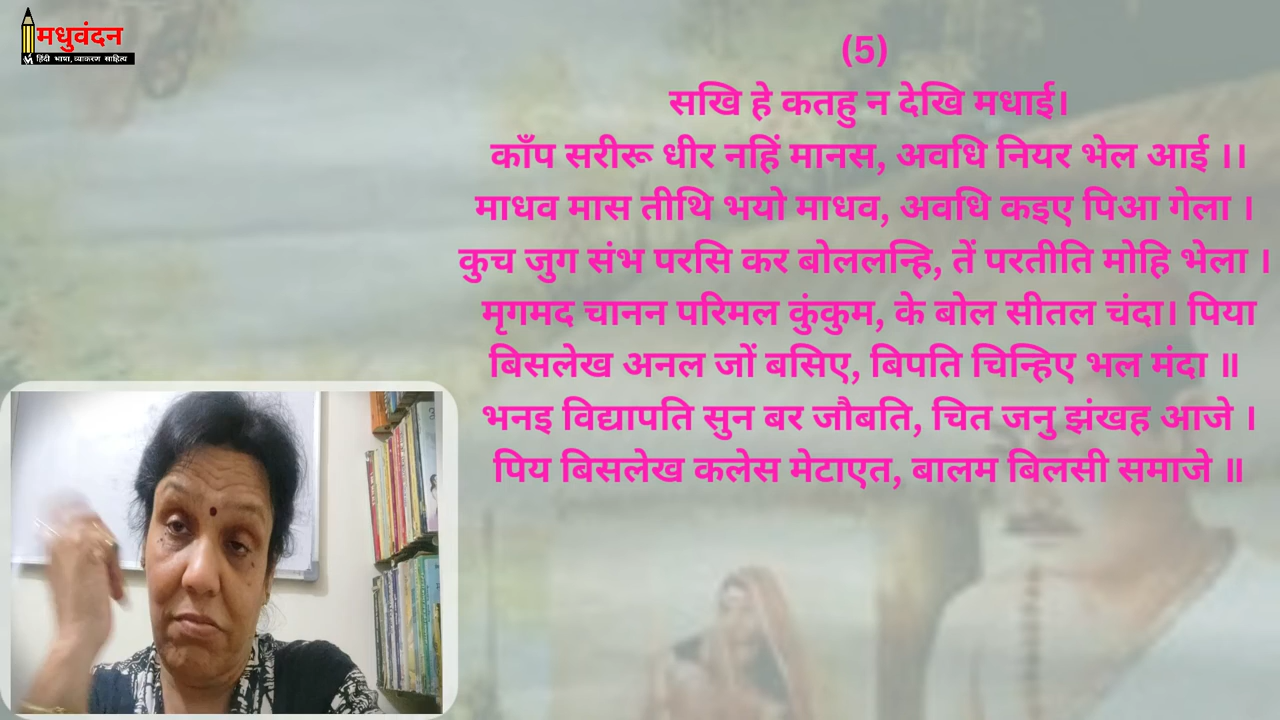 मधुवंदन
हिंदी भाषा, व्याकरण साहित्य
(5)
सखि हे कतहु न देखि मधाई।
काँप सरीरू धीर नहिं मानस, अवधि नियर भेल आई ।।
माधव मास तीथि भयो माधव, अवधि कइए पिआ गेला ।
कुच जुग संभ परसि कर बोललन्हि, तें परतीति मोहि भेला ।
मृगमद चानन परिमल कुंकुम, के बोल सीतल चंदा। पिया
बिसलेख अनल जों बसिए, बिपति चिन्हिए भल मंदा ॥
भनइ विद्यापति सुन बर जौबति, चित जनु झंखह आजे ।
पिय बिसलेख कलेस मेटाएत, बालम बिलसी समाजे ॥